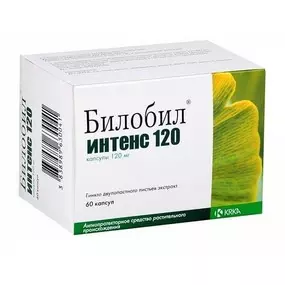 Билобил®
ИНТЕНС 120
капсулы 120 мг
Гинкго двулопастного листьев экстракт
60 капсул
Ангиопротекторное средство растительного
происхождения
KRKA